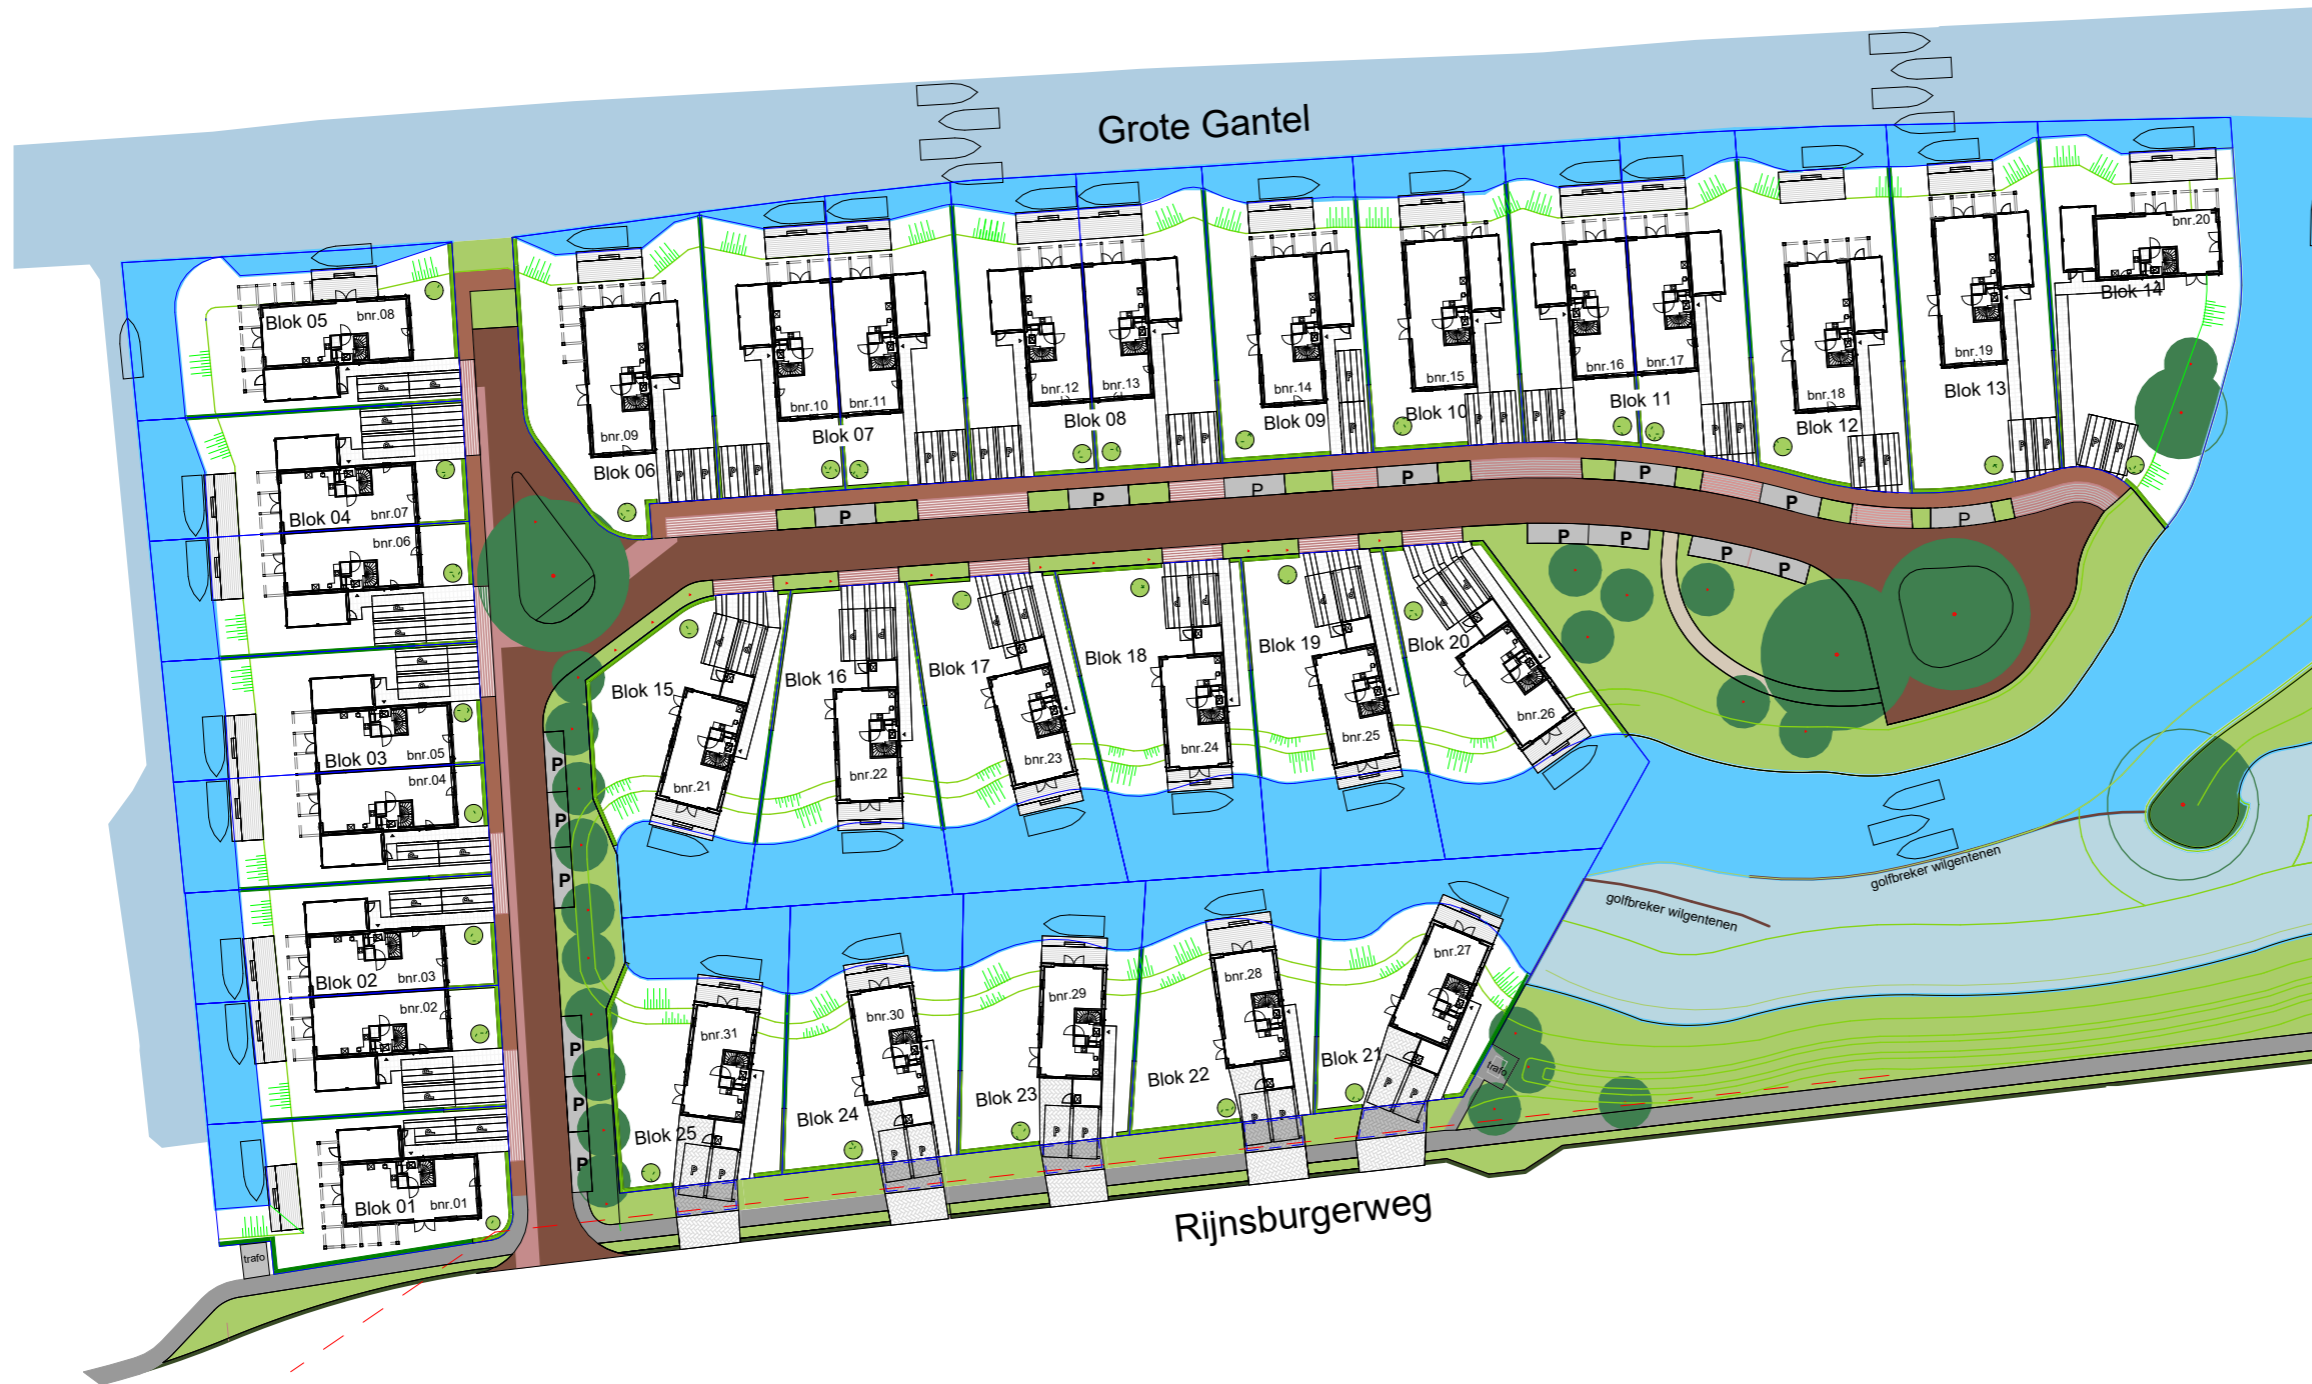 Grote Gantel
bnr.20
Blok 14
Blok 05
bnr.08
bnr.19
Blok 13
bnr.16
bnr.17
Blok 11
bnr.15
Blok 10
bnr.14
Blok 09
bnr.12
bnr.13
Blok 08
bnr.10
bnr.11
Blok 07
bnr.18
Blok 12
bnr.09
Blok 06
P
P
P
P
P
P
P
P
P
P
P
Blok 04
bnr.07
bnr.06
Blok 15
Blok 16
Blok 17
Blok 18
Blok 19
Blok 20
bnr.21
bnr.22
bnr.23
bnr.24
bnr.25
bnr.26
Blok 03
bnr.05
bnr.04
P
P
P
golfbreker wilgentenen
golfbreker wilgentenen
Blok 02
bnr.03
bnr.02
bnr.31
bnr.30
bnr.29
bnr.28
bnr.27
P
P
P
Blok 25
Blok 24
Blok 23
Blok 22
Blok 21
trafo
Blok 01
bnr.01
trafo
Rijnsburgerweg